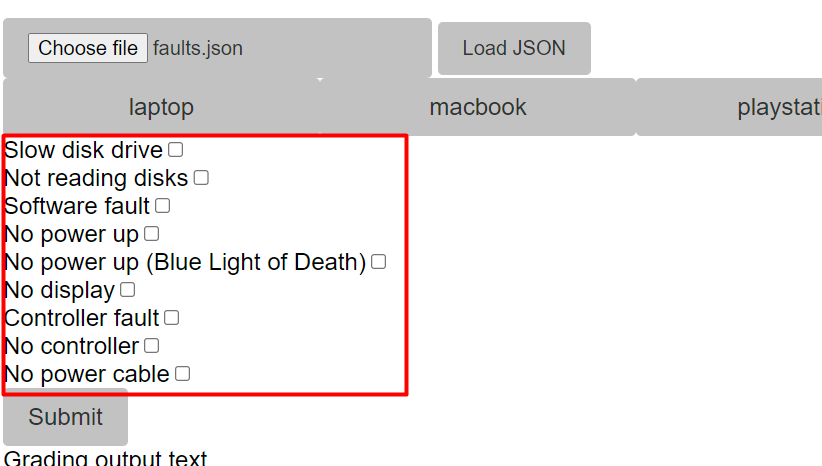 Choose file faults.json Load JSON
laptop macbook playstati
Slow disk drive
Not reading disks
Software fault
No power up
No power up (Blue Light of Death)
No display
Controller fault
No controller
No power cable
Submit
Grading output text